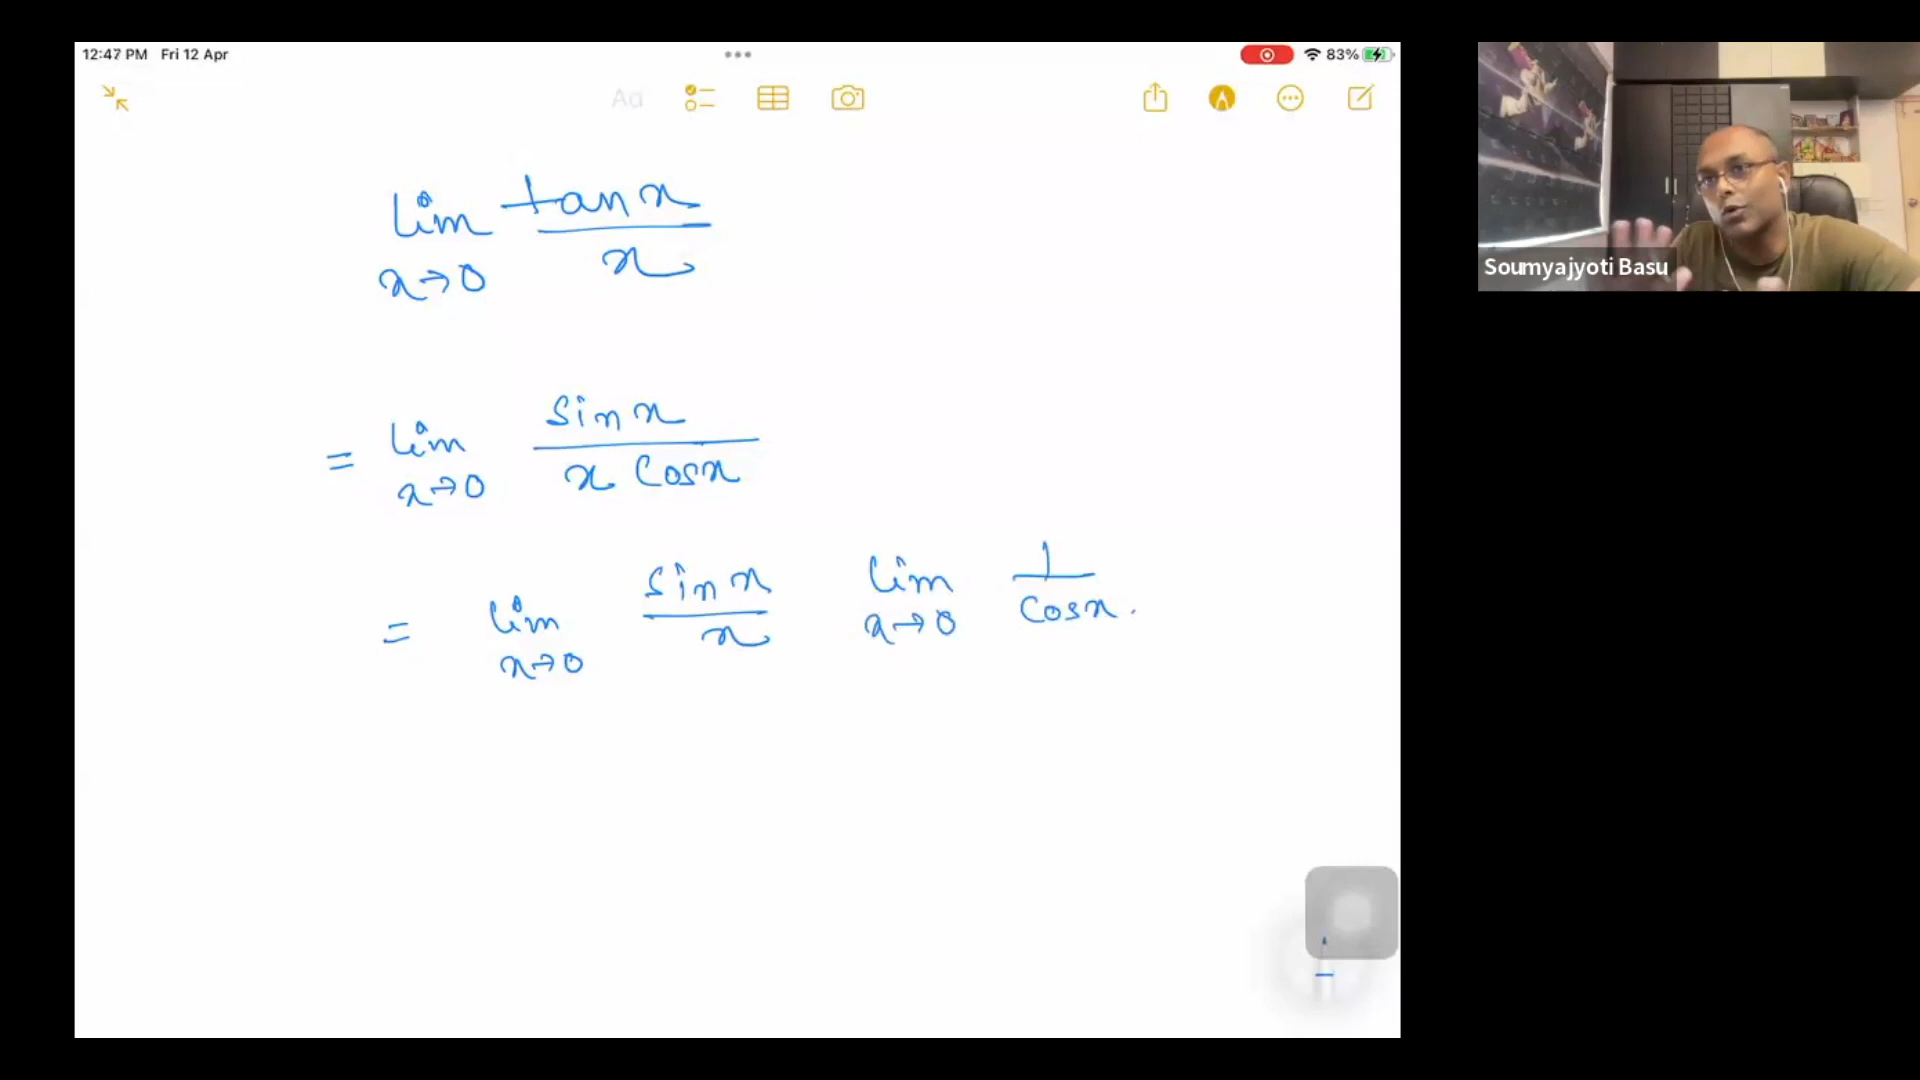 12:47 PM Fri 12 Apr
83%
Aa
lim tan x
x→0 x
= lim sin x
x→0 x cos x
= lim sin x lim 1
x→0 x x→0 cos x.
Soumyajyoti Basu